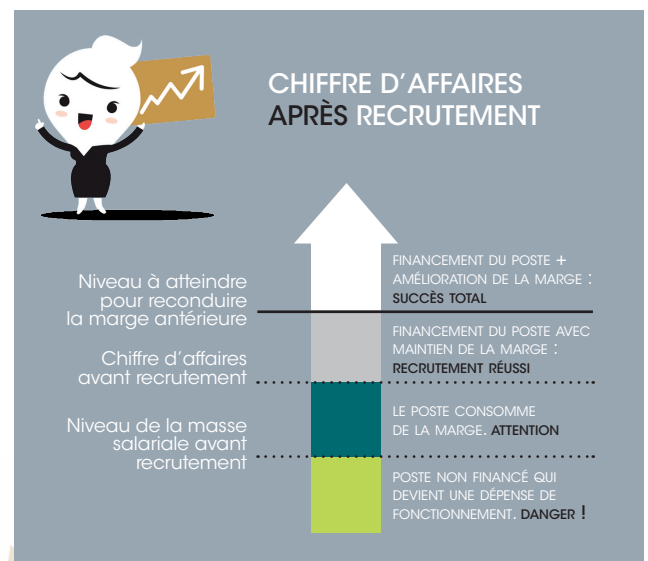 CHIFFRE D’AFFAIRES
APRÈS RECRUTEMENT
Niveau à atteindre
pour reconduire
la marge antérieure
FINANCEMENT DU POSTE +
AMÉLIORATION DE LA MARGE :
SUCCÈS TOTAL
Chiffre d’affaires
avant recrutement
FINANCEMENT DU POSTE AVEC
MAINTIEN DE LA MARGE :
RECRUTEMENT RÉUSSI
Niveau de la masse
salariale avant
recrutement
LE POSTE CONSOMME
DE LA MARGE. ATTENTION
POSTE NON FINANCÉ QUI
DEVIENT UNE DÉPENSE DE
FONCTIONNEMENT. DANGER !